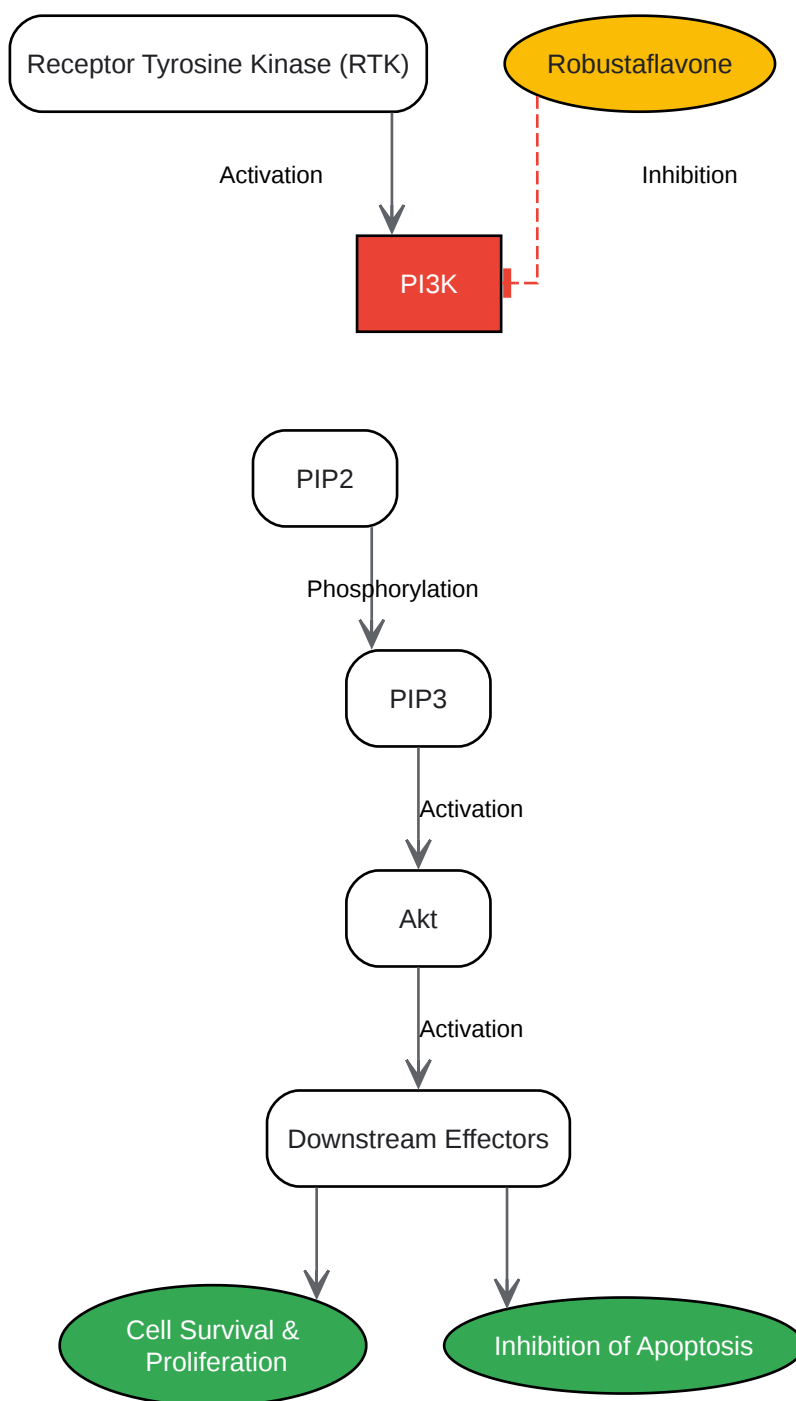 Receptor Tyrosine Kinase (RTK)
Robustaflavone
Activation
Inhibition
PI3K
PIP2
Phosphorylation
PIP3
Activation
Akt
Activation
Downstream Effectors
Cell Survival &
Proliferation
Inhibition of Apoptosis